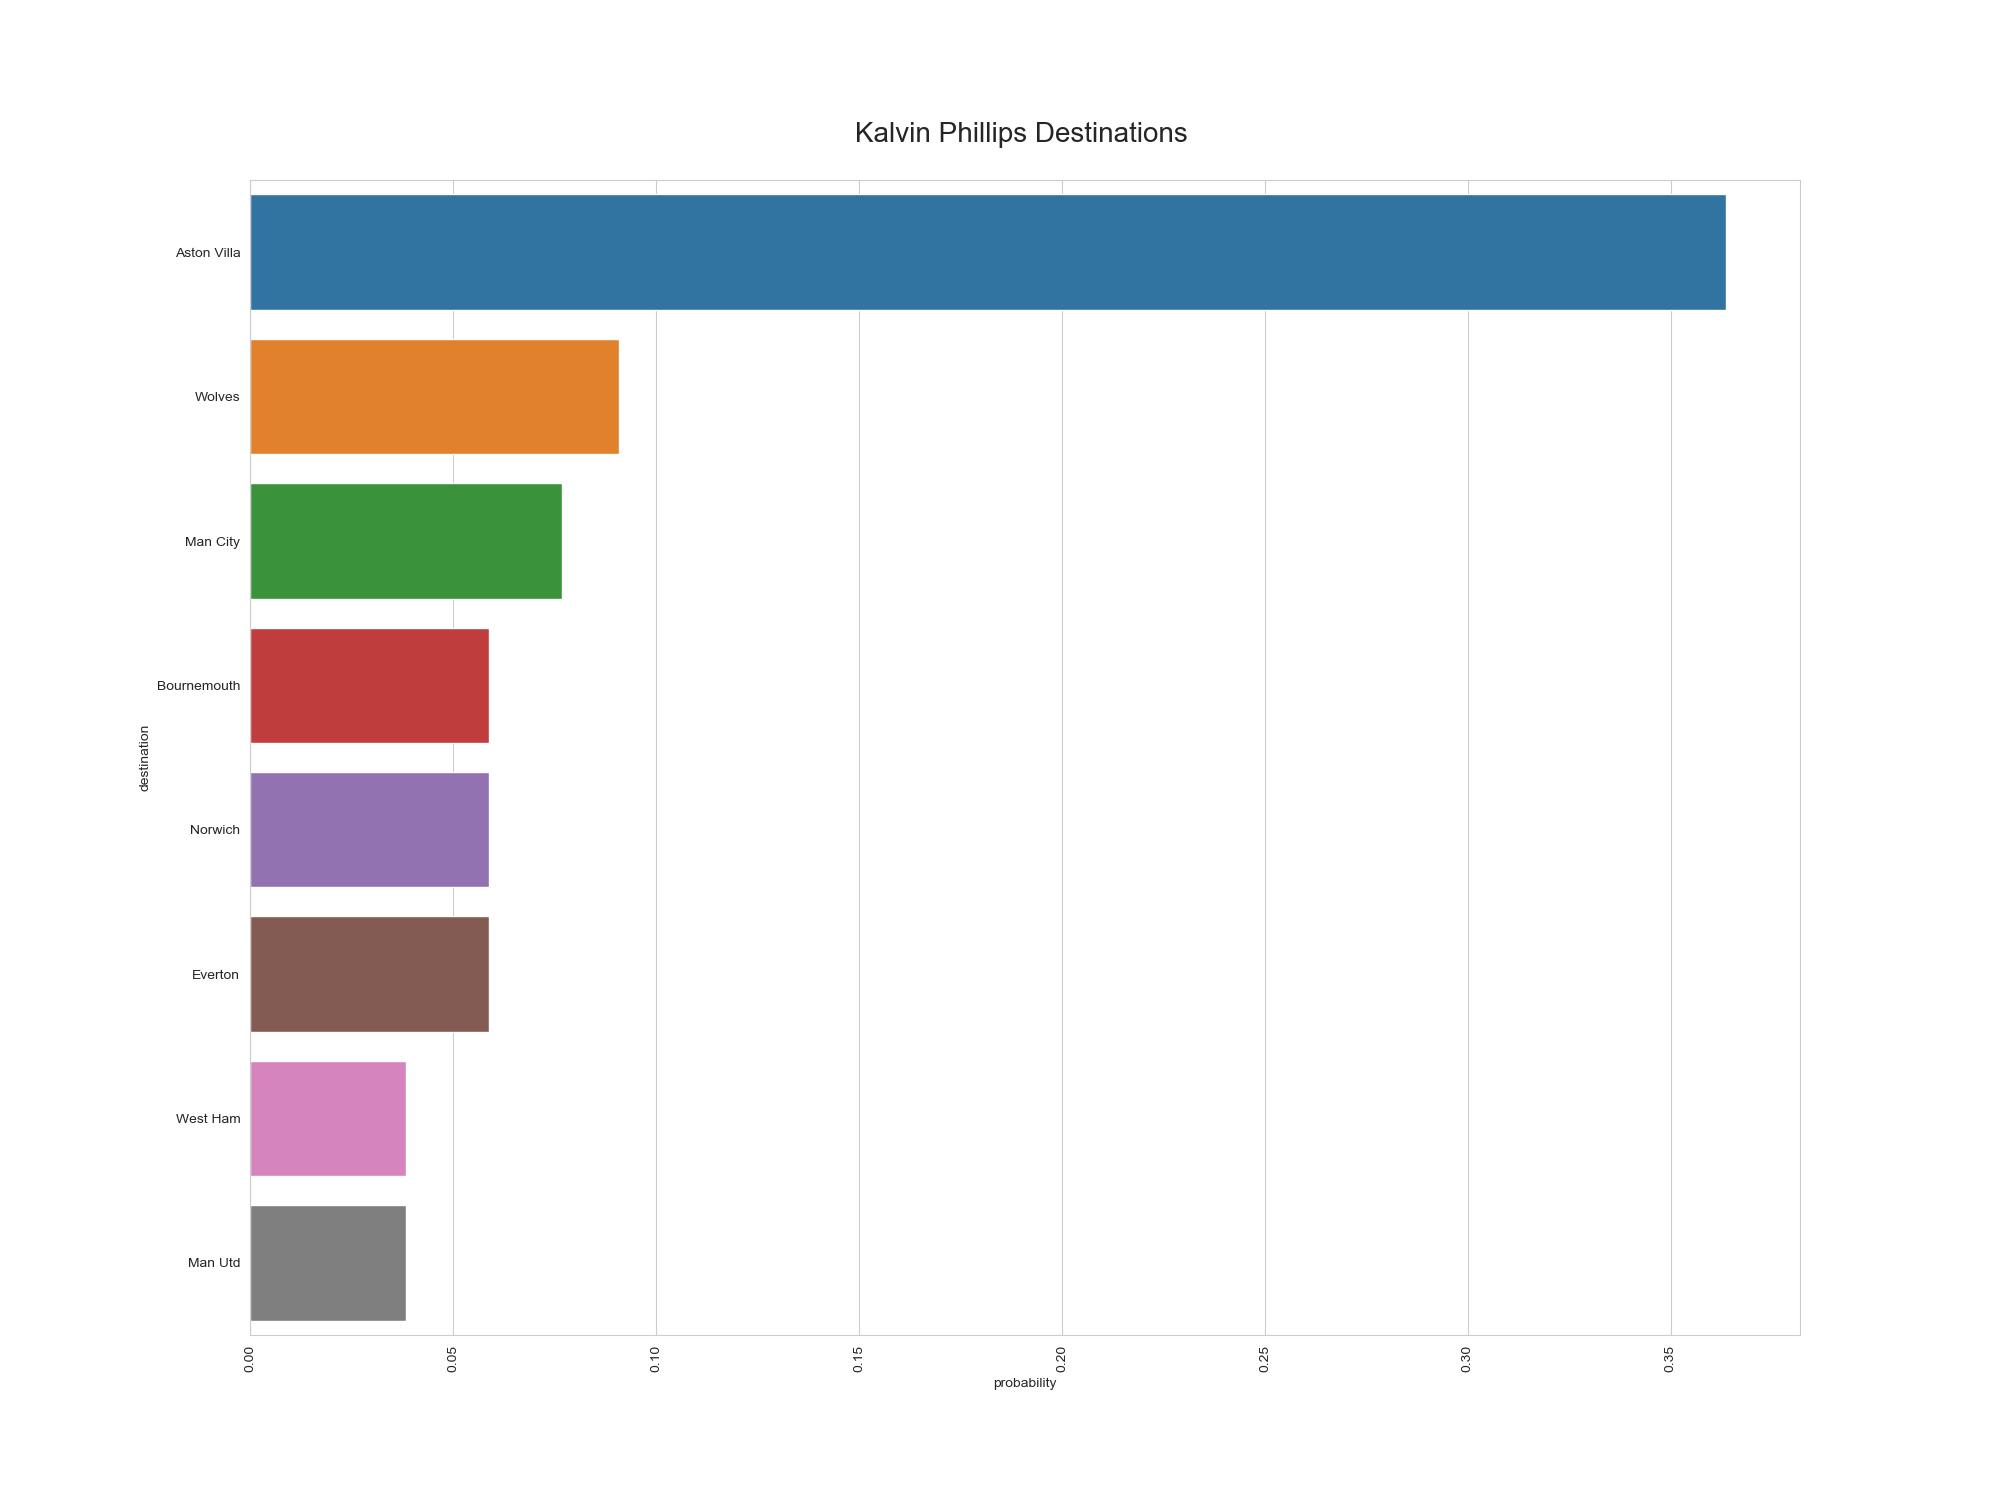 Kalvin Phillips Destinations
destination
Aston Villa
Wolves
Man City
Bournemouth
Norwich
Everton
West Ham
Man Utd
0.00
0.05
0.10
0.15
0.20
0.25
0.30
0.35
probability